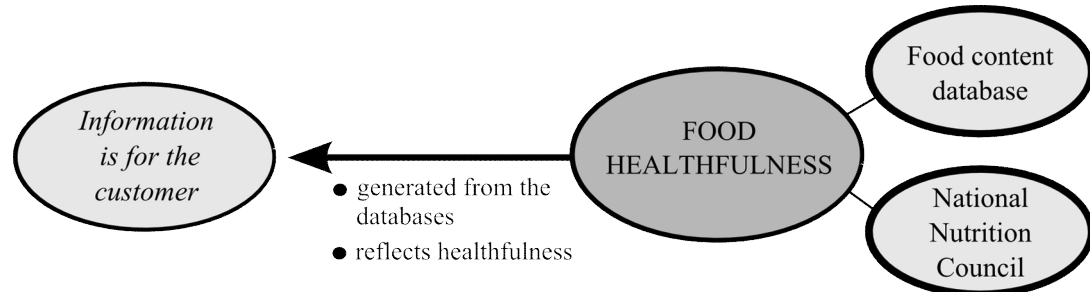 Information
is for the
customer
● generated from the
databases
● reflects healthfulness
FOOD
HEALTHFULNESS
Food content
database
National
Nutrition
Council